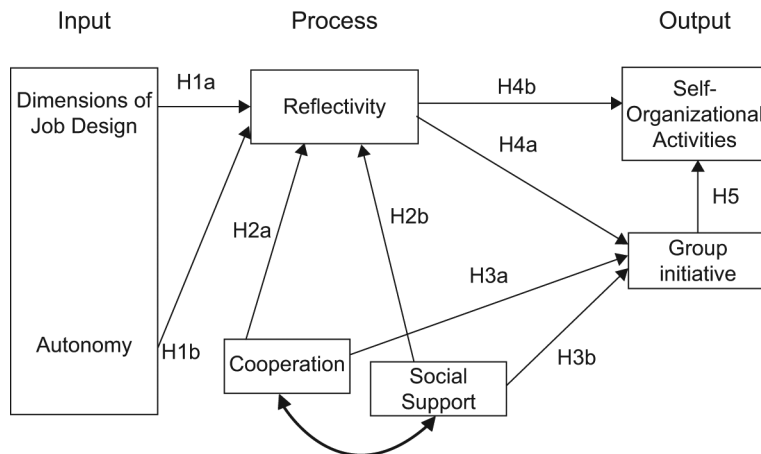 Input
Process
Output
Dimensions of
Job Design
H1a
Reflectivity
H4b
Self-
Organizational
Activities
H4a
H5
H2a
H2b
H3a
Group
initiative
Autonomy
H1b
Cooperation
Social
Support
H3b